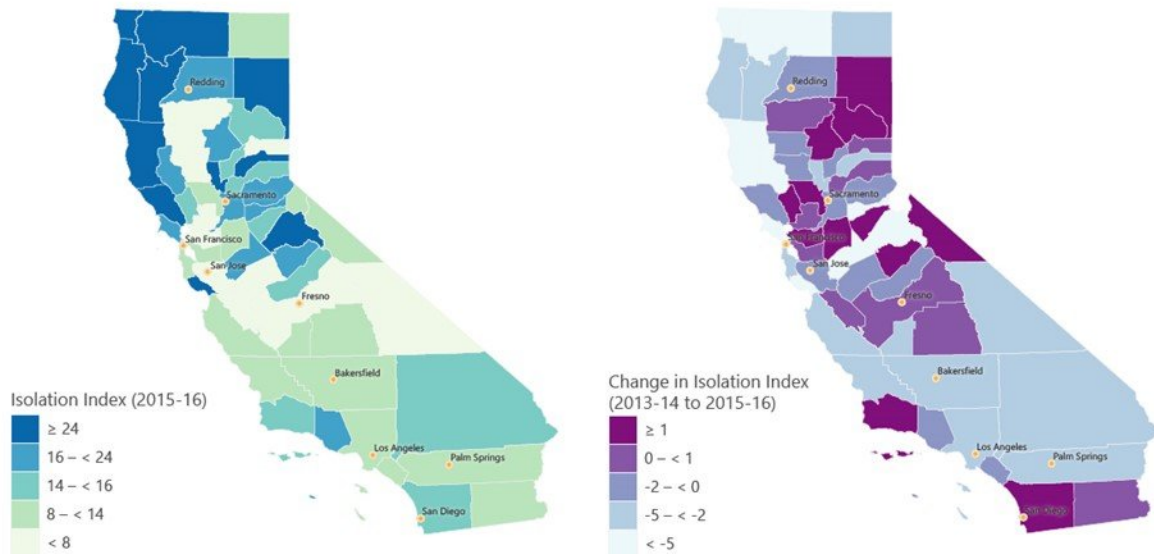 Redding
Sacramento
San Francisco
San Jose
Fresno
Bakersfield
Los Angeles
Palm Springs
San Diego
Isolation Index (2015-16)
≥ 24
16 – < 24
14 – < 16
8 – < 14
< 8
Redding
Sacramento
San Francisco
San Jose
Fresno
Bakersfield
Los Angeles
Palm Springs
San Diego
Change in Isolation Index
(2013-14 to 2015-16)
≥ 1
0 – < 1
-2 – < 0
-5 – < -2
< -5